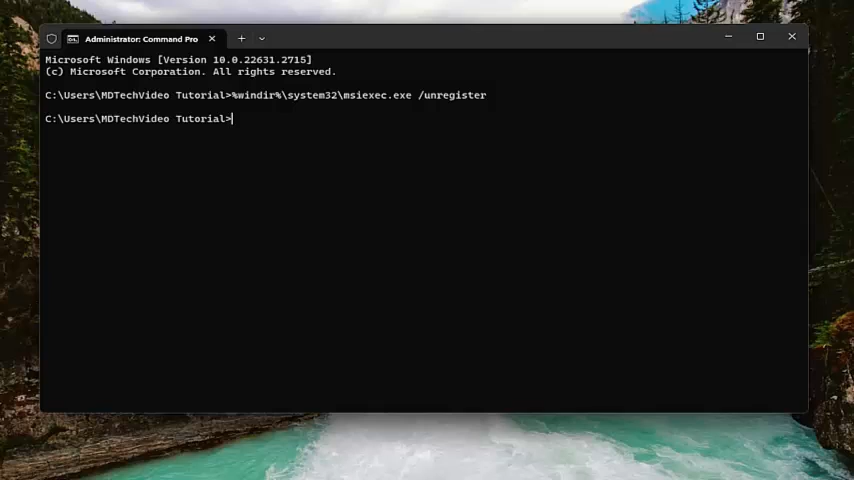 Administrator: Command Pro
Microsoft Windows [Version 10.0.22631.2715]
(c) Microsoft Corporation. All rights reserved.
C:\Users\MDTechVideo Tutorial>%windir%\system32\msiexec.exe /unregister
C:\Users\MDTechVideo Tutorial>